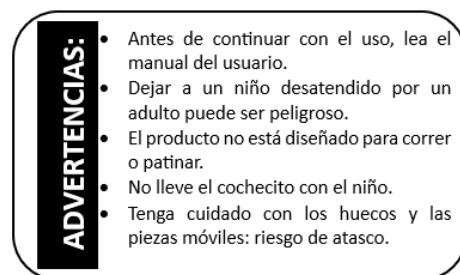 ADVERTENCIAS:
• Antes de continuar con el uso, lea el
manual del usuario.
• Dejar a un niño desatendido por un
adulto puede ser peligroso.
• El producto no está diseñado para correr
o patinar.
• No lleve el cochecito con el niño.
• Tenga cuidado con los huecos y las
piezas móviles: riesgo de atasco.